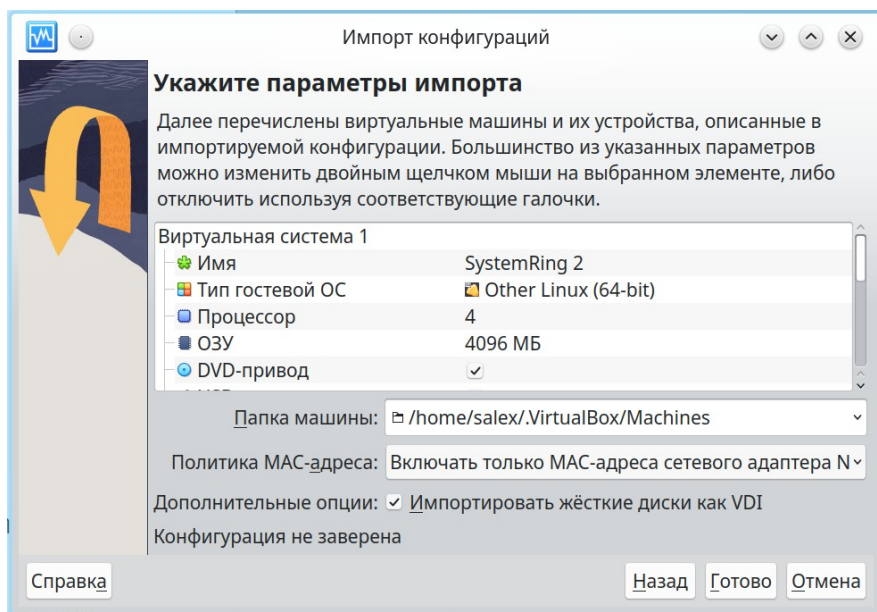 Импорт конфигураций
Укажите параметры импорта
Далее перечислены виртуальные машины и их устройства, описанные в
импортируемой конфигурации. Большинство из указанных параметров
можно изменить двойным щелчком мыши на выбранном элементе, либо
отключить используя соответствующие галочки.
Виртуальная система 1
Имя SystemRing 2
Тип гостевой ОС Other Linux (64-bit)
Процессор 4
ОЗУ 4096 МБ
DVD-привод
Папка машины: /home/salex/.VirtualBox/Machines
Политика MAC-адреса: Включать только MAC-адреса сетевого адаптера N
Дополнительные опции: Импортировать жёсткие диски как VDI
Конфигурация не заверена
Справка Назад Готово Отмена